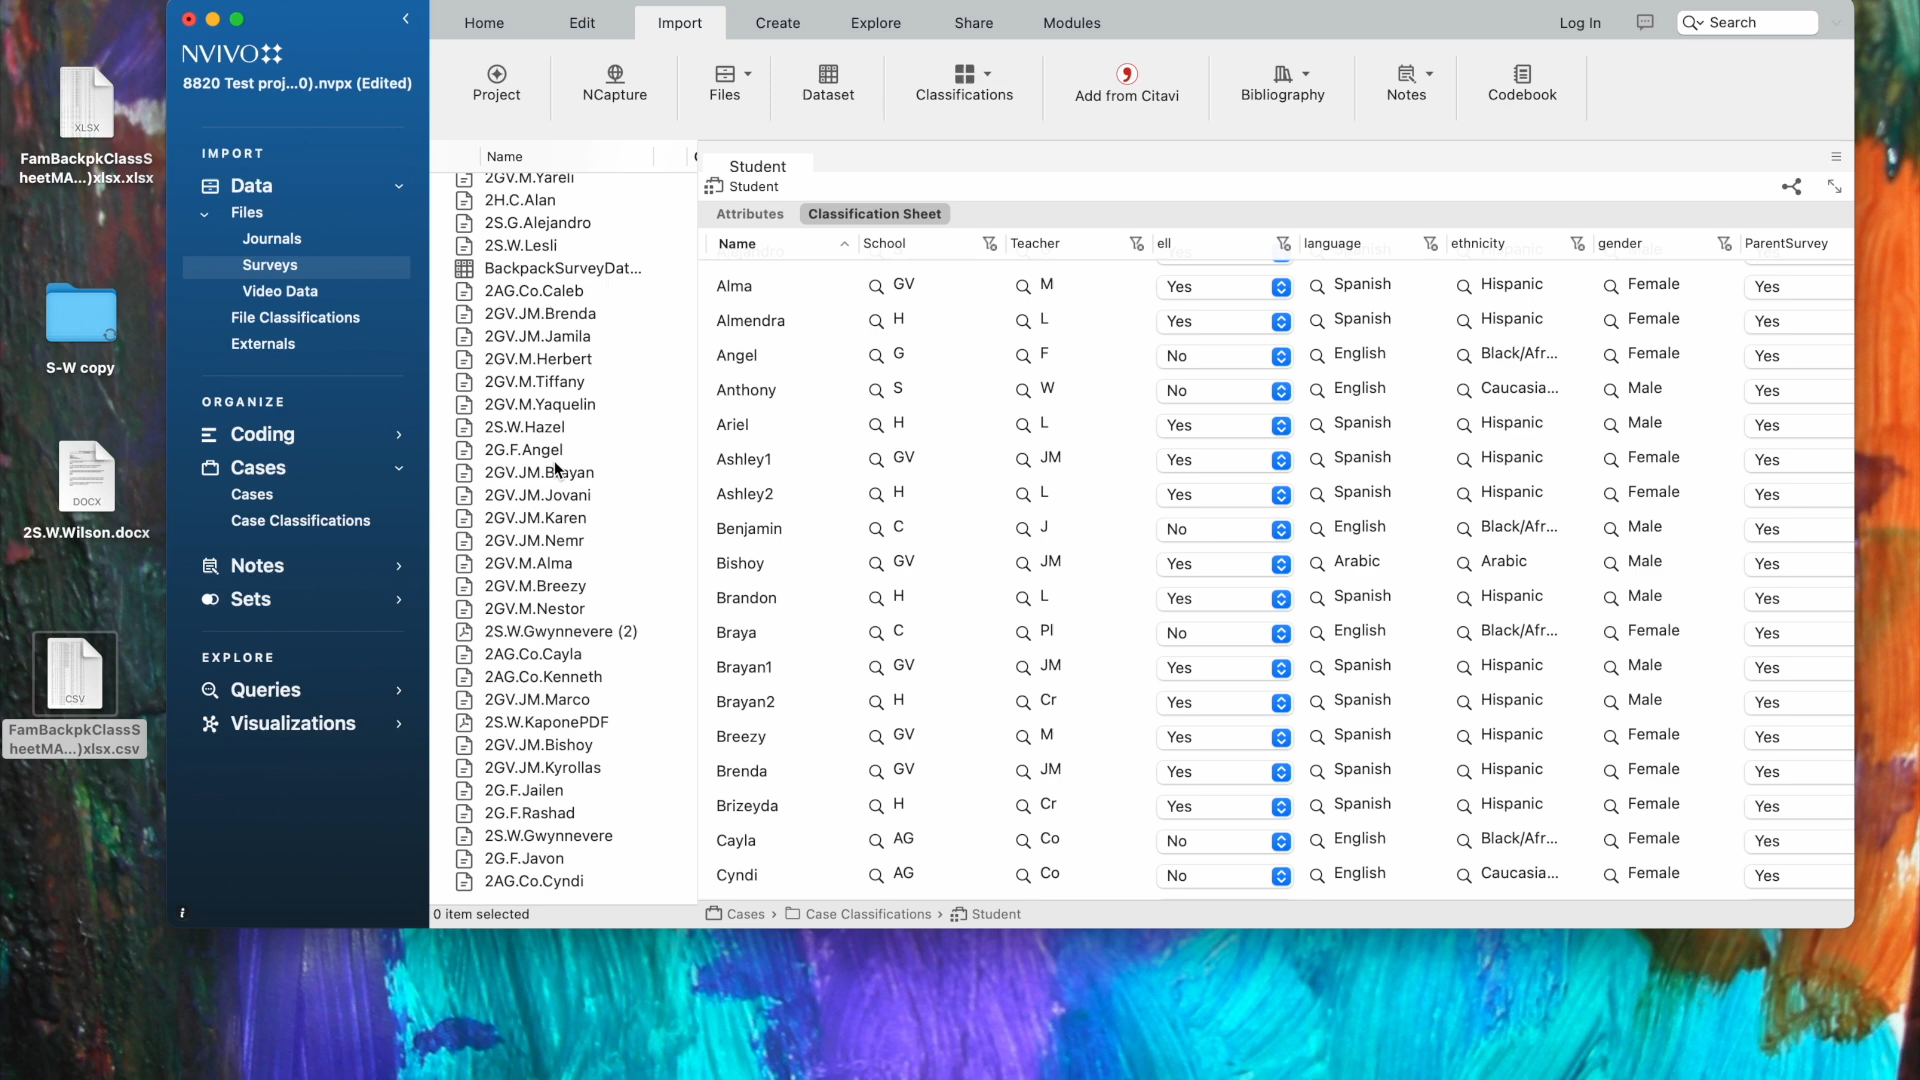 Home Edit Import Create Explore Share Modules Log In Search
NVIVO
8820 Test proj...0).nvpx (Edited)
Project NCapture Files Dataset Classifications Add from Citavi Bibliography Notes Codebook
XLSX
FamBackpkClassS
heetMA...)xlsx.xlsx
S-W copy
DOCX
2S.W.Wilson.docx
CSV
FamBackpkClassS
heetMA...)xlsx.csv
IMPORT
Data
Files
Journals
Surveys
Video Data
File Classifications
Externals
ORGANIZE
Coding
Cases
Cases
Case Classifications
Notes
Sets
EXPLORE
Queries
Visualizations
Name
2GV.M.Yareli
2H.C.Alan
2S.G.Alejandro
2S.W.Lesli
BackpackSurveyDat...
2AG.Co.Caleb
2GV.JM.Brenda
2GV.JM.Jamila
2GV.M.Herbert
2GV.M.Tiffany
2GV.M.Yaquelin
2S.W.Hazel
2G.F.Angel
2GV.JM.Brayan
2GV.JM.Jovani
2GV.JM.Karen
2GV.JM.Nemr
2GV.M.Alma
2GV.M.Breezy
2GV.M.Nestor
2S.W.Gwynnevere (2)
2AG.Co.Cayla
2AG.Co.Kenneth
2GV.JM.Marco
2S.W.KaponePDF
2GV.JM.Bishoy
2GV.JM.Kyrollas
2G.F.Jailen
2G.F.Rashad
2S.W.Gwynnevere
2G.F.Javon
2AG.Co.Cyndi
0 item selected
Student
Student
Attributes Classification Sheet
Name School Teacher ell language ethnicity gender ParentSurvey
Alma GV M Yes Spanish Hispanic Female Yes
Almendra H L Yes Spanish Hispanic Female Yes
Angel G F No English Black/Afr... Female Yes
Anthony S W No English Caucasia... Male Yes
Ariel H L Yes Spanish Hispanic Male Yes
Ashley1 GV JM Yes Spanish Hispanic Female Yes
Ashley2 H L Yes Spanish Hispanic Female Yes
Benjamin C J No English Black/Afr... Male Yes
Bishoy GV JM Yes Arabic Arabic Male Yes
Brandon H L Yes Spanish Hispanic Male Yes
Braya C Pl No English Black/Afr... Female Yes
Brayan1 GV JM Yes Spanish Hispanic Male Yes
Brayan2 H Cr Yes Spanish Hispanic Male Yes
Breezy GV M Yes Spanish Hispanic Female Yes
Brenda GV JM Yes Spanish Hispanic Female Yes
Brizeyda H Cr Yes Spanish Hispanic Female Yes
Cayla AG Co No English Black/Afr... Female Yes
Cyndi AG Co No English Caucasia... Female Yes
Cases › Case Classifications › Student